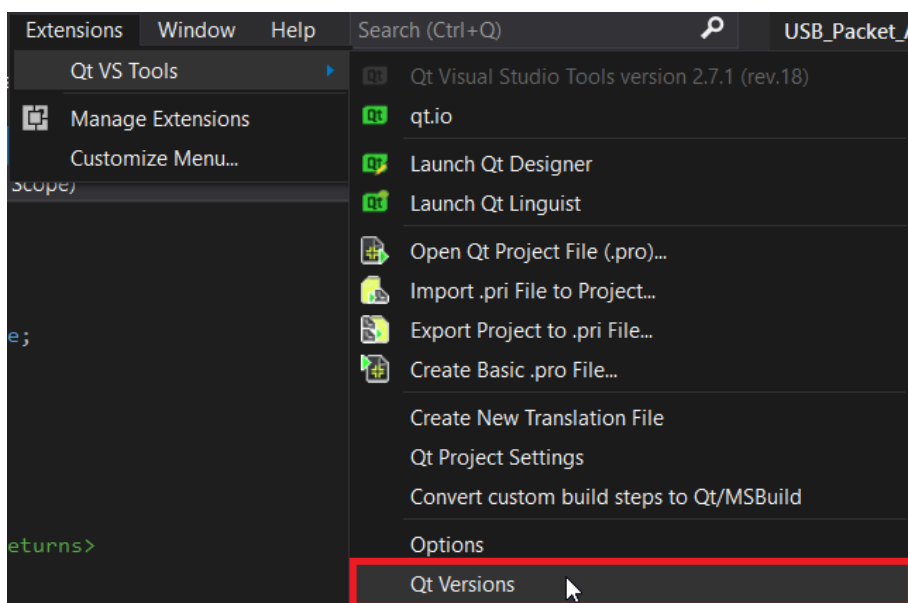 Extensions Window Help Search (Ctrl+Q) USB_Packet_
Qt VS Tools
Manage Extensions
Customize Menu...
Scope)
e;
eturns>
Qt Visual Studio Tools version 2.7.1 (rev.18)
qt.io
Launch Qt Designer
Launch Qt Linguist
Open Qt Project File (.pro)...
Import .pri File to Project...
Export Project to .pri File...
Create Basic .pro File...
Create New Translation File
Qt Project Settings
Convert custom build steps to Qt/MSBuild
Options
Qt Versions